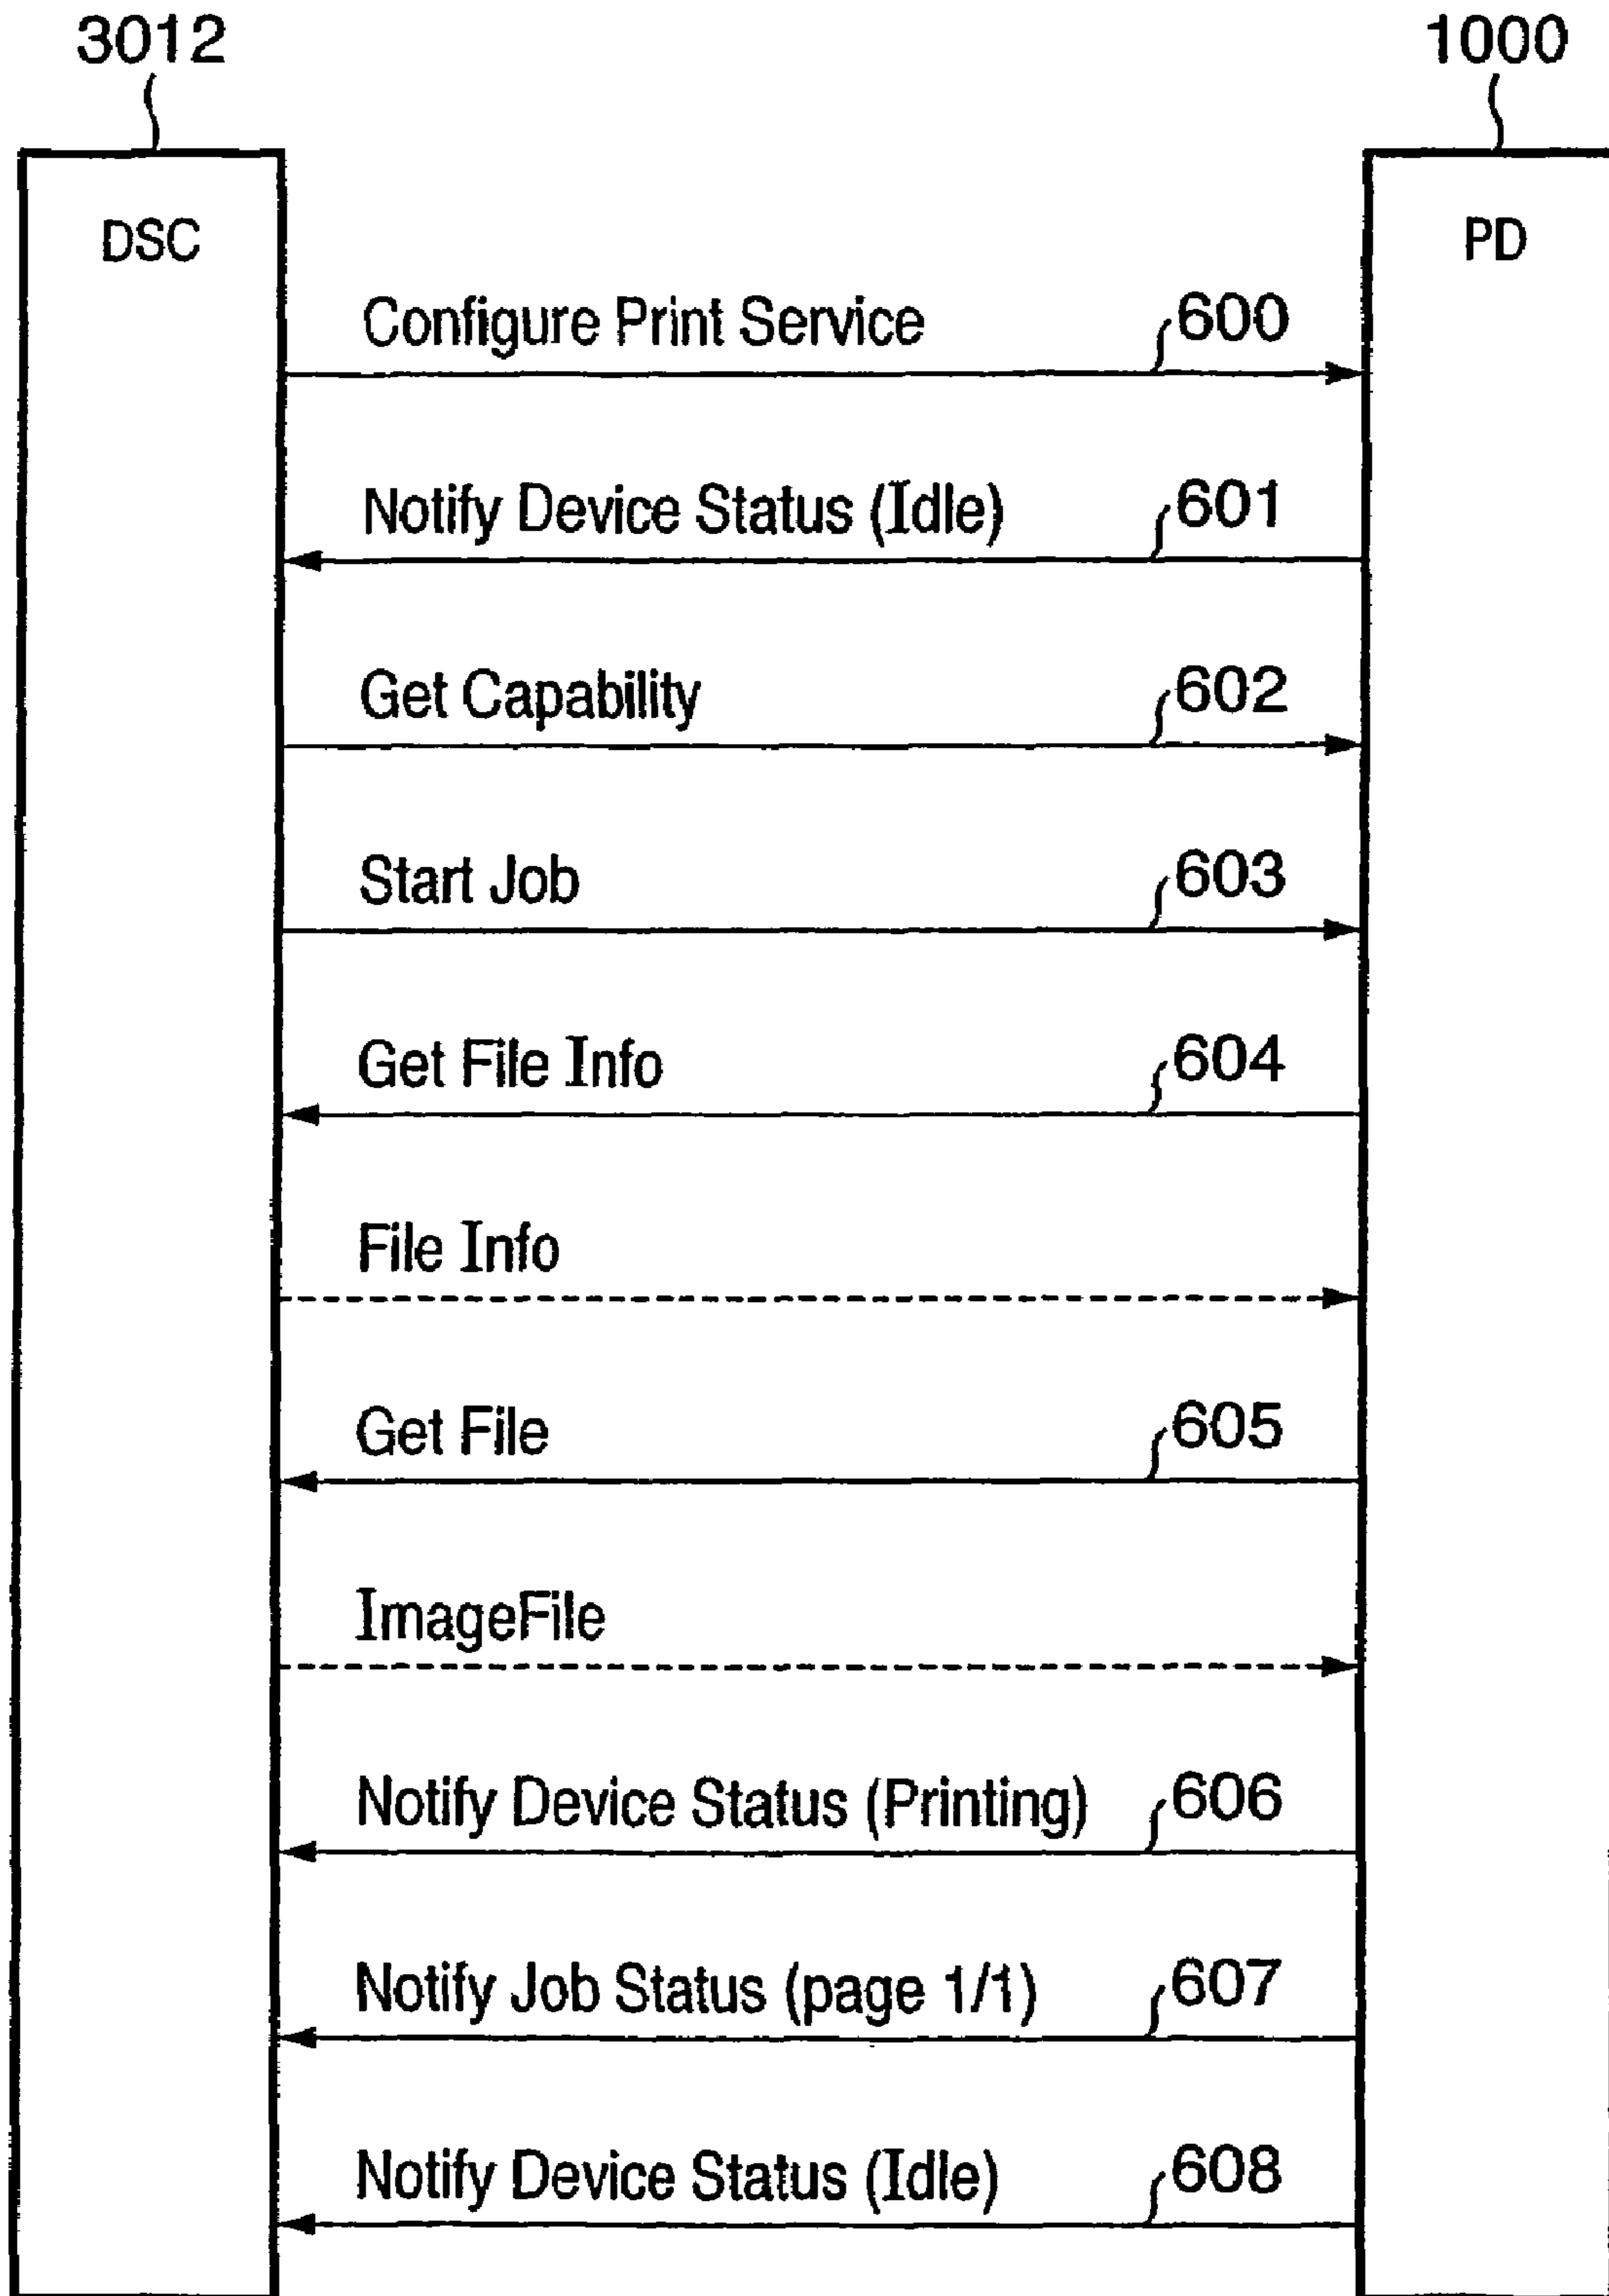 3012
1000
DSC
PD
Configure Print Service
600
Notify Device Status (Idle)
601
Get Capability
602
Start Job
603
Get File Info
604
File Info
Get File
605
ImageFile
Notify Device Status (Printing)
606
Notify Job Status (page 1/1)
607
Notify Device Status (Idle)
608